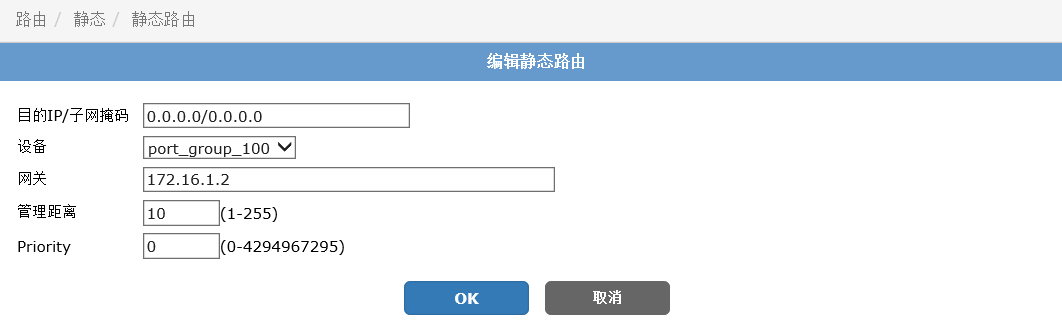 路由 / 静态 / 静态路由
编辑静态路由
目的IP/子网掩码 0.0.0.0/0.0.0.0
设备 port_group_100
网关 172.16.1.2
管理距离 10 (1-255)
Priority 0 (0-4294967295)
OK 取消